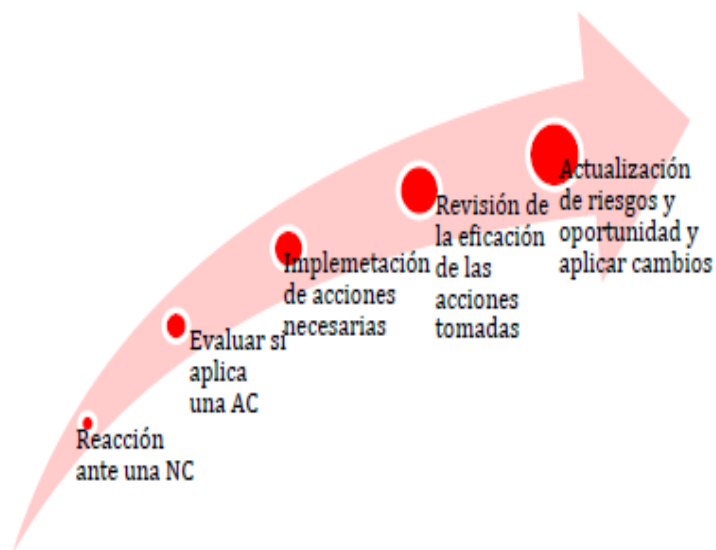 Reacción
ante una NC
Evaluar si
aplica
una AC
Implemetación
de acciones
necesarias
Revisión de
la eficación
de las
acciones
tomadas
Actualización
de riesgos y
oportunidad y
aplicar cambios